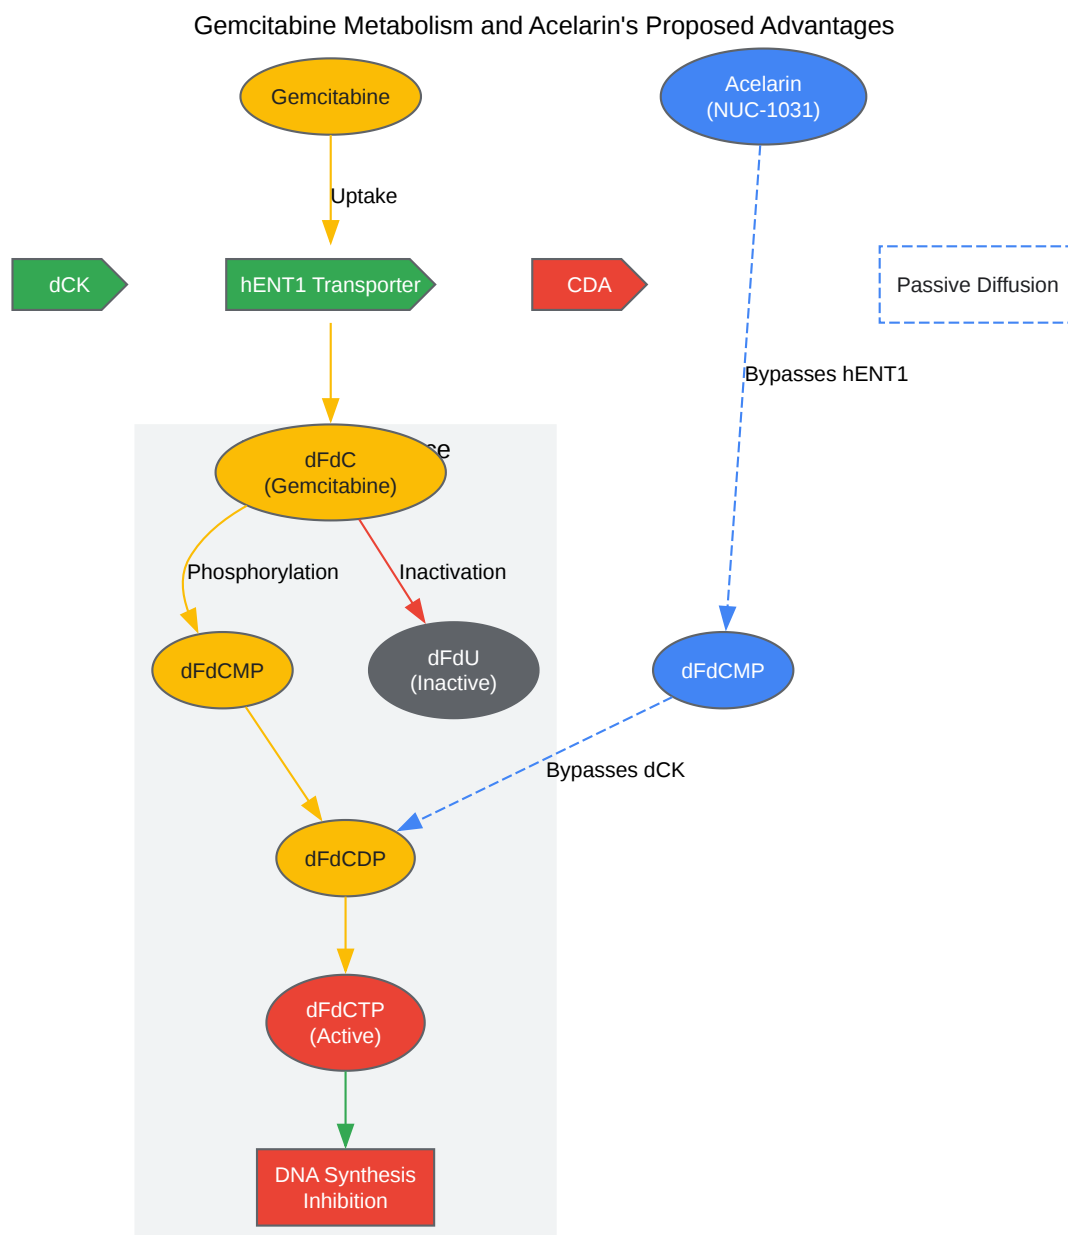 Gemcitabine Metabolism and Acelarin's Proposed Advantages
Gemcitabine
Acelarin
(NUC-1031)
Uptake
dCK
hENT1 Transporter
CDA
Passive Diffusion
Bypasses hENT1
dFdC
(Gemcitabine)
Phosphorylation
Inactivation
dFdCMP
dFdU
(Inactive)
dFdCMP
Bypasses dCK
dFdCDP
dFdCTP
(Active)
DNA Synthesis
Inhibition